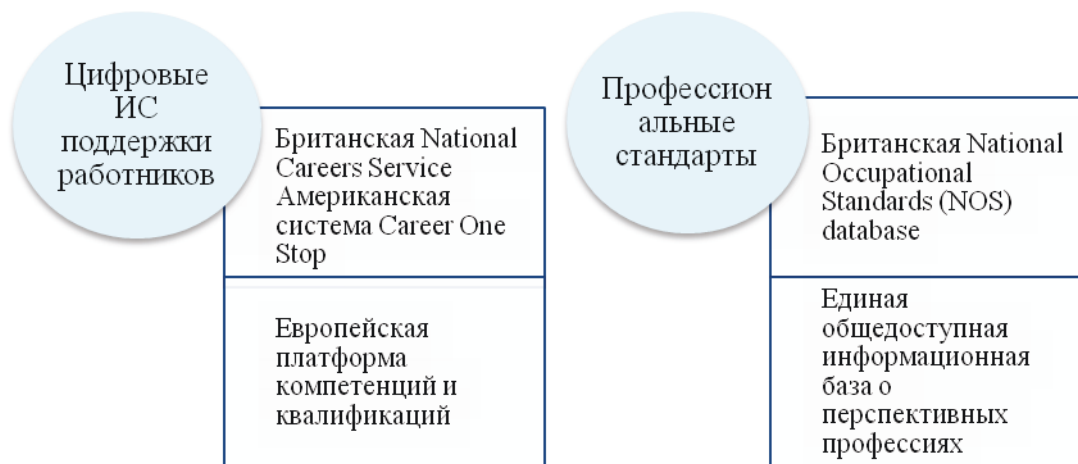 Цифровые
ИС
поддержки
работников
Британская National
Careers Service
Американская
система Career One
Stop
Европейская
платформа
компетенций и
квалификаций
Профессион
альные
стандарты
Британская National
Occupational
Standards (NOS)
database
Единая
общедоступная
информационная
база о
перспективных
профессиях